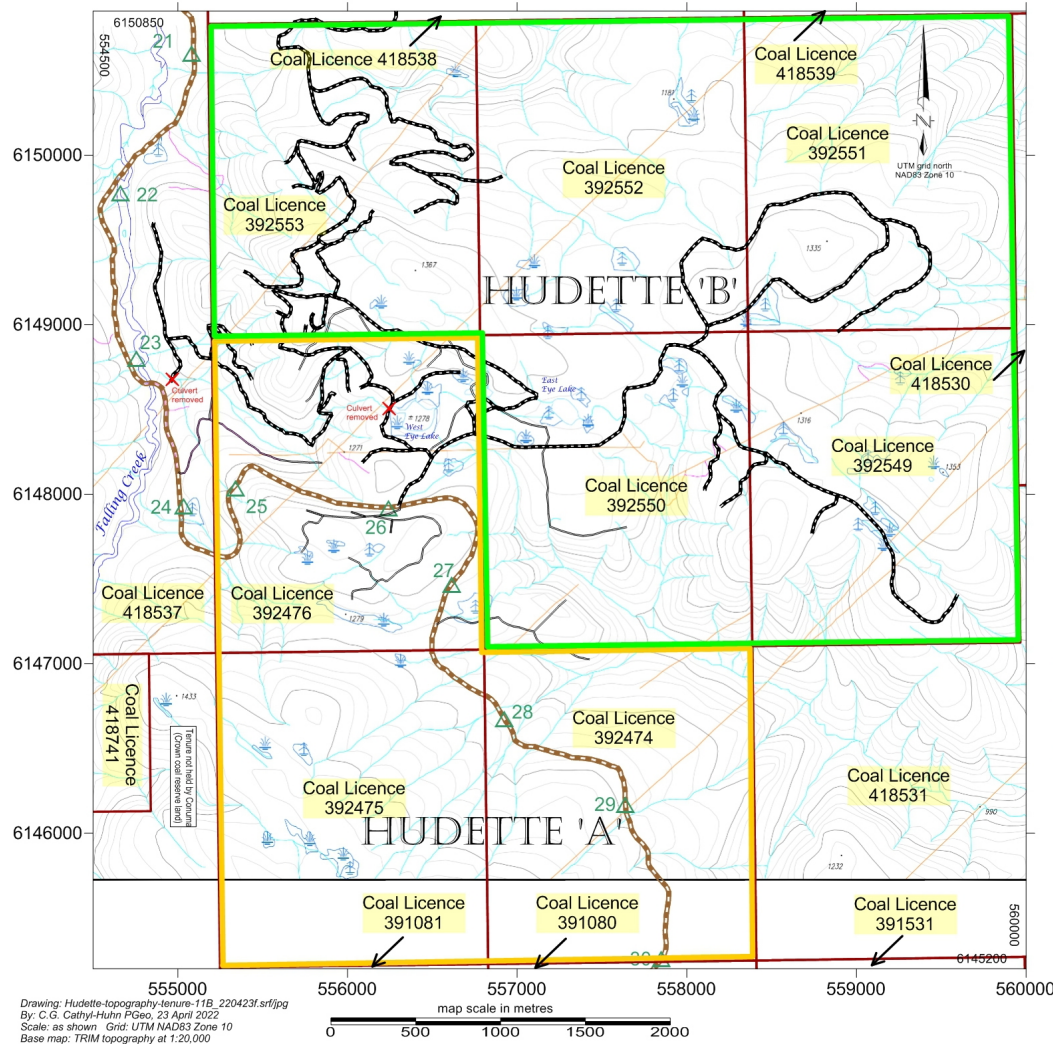 6150850
554500
21
Coal Licence 418538
Coal Licence
418539
Coal Licence
392551
N
UTM grid north
NAD83 Zone 10
1187
6150000
22
Coal Licence
392552
Coal Licence
392553
1335
1367
HUDETTE 'B'
6149000
23
Culvert
removed
Coal Licence
418530
East
Eye Lake
Culvert
removed
1278
West
Eye Lake
1316
1271
Coal Licence
392549
1353
Falling Creek
6148000
24
25
26
Coal Licence
392550
27
Coal Licence
418537
Coal Licence
392476
1279
6147000
Coal Licence
418741
1433
Tenure not held by Conuma
(Crown coal reserve land)
28
Coal Licence
392474
Coal Licence
392475
29
Coal Licence
418531
990
6146000
HUDETTE 'A'
1232
Coal Licence
391081
Coal Licence
391080
Coal Licence
391531
560000
30
6145200
555000
556000
557000
558000
559000
560000
Drawing: Hudette-topography-tenure-11B_220423f.srf/jpg
By: C.G. Cathyl-Huhn PGeo, 23 April 2022
Scale: as shown Grid: UTM NAD83 Zone 10
Base map: TRIM topography at 1:20,000
map scale in metres
0
500
1000
1500
2000